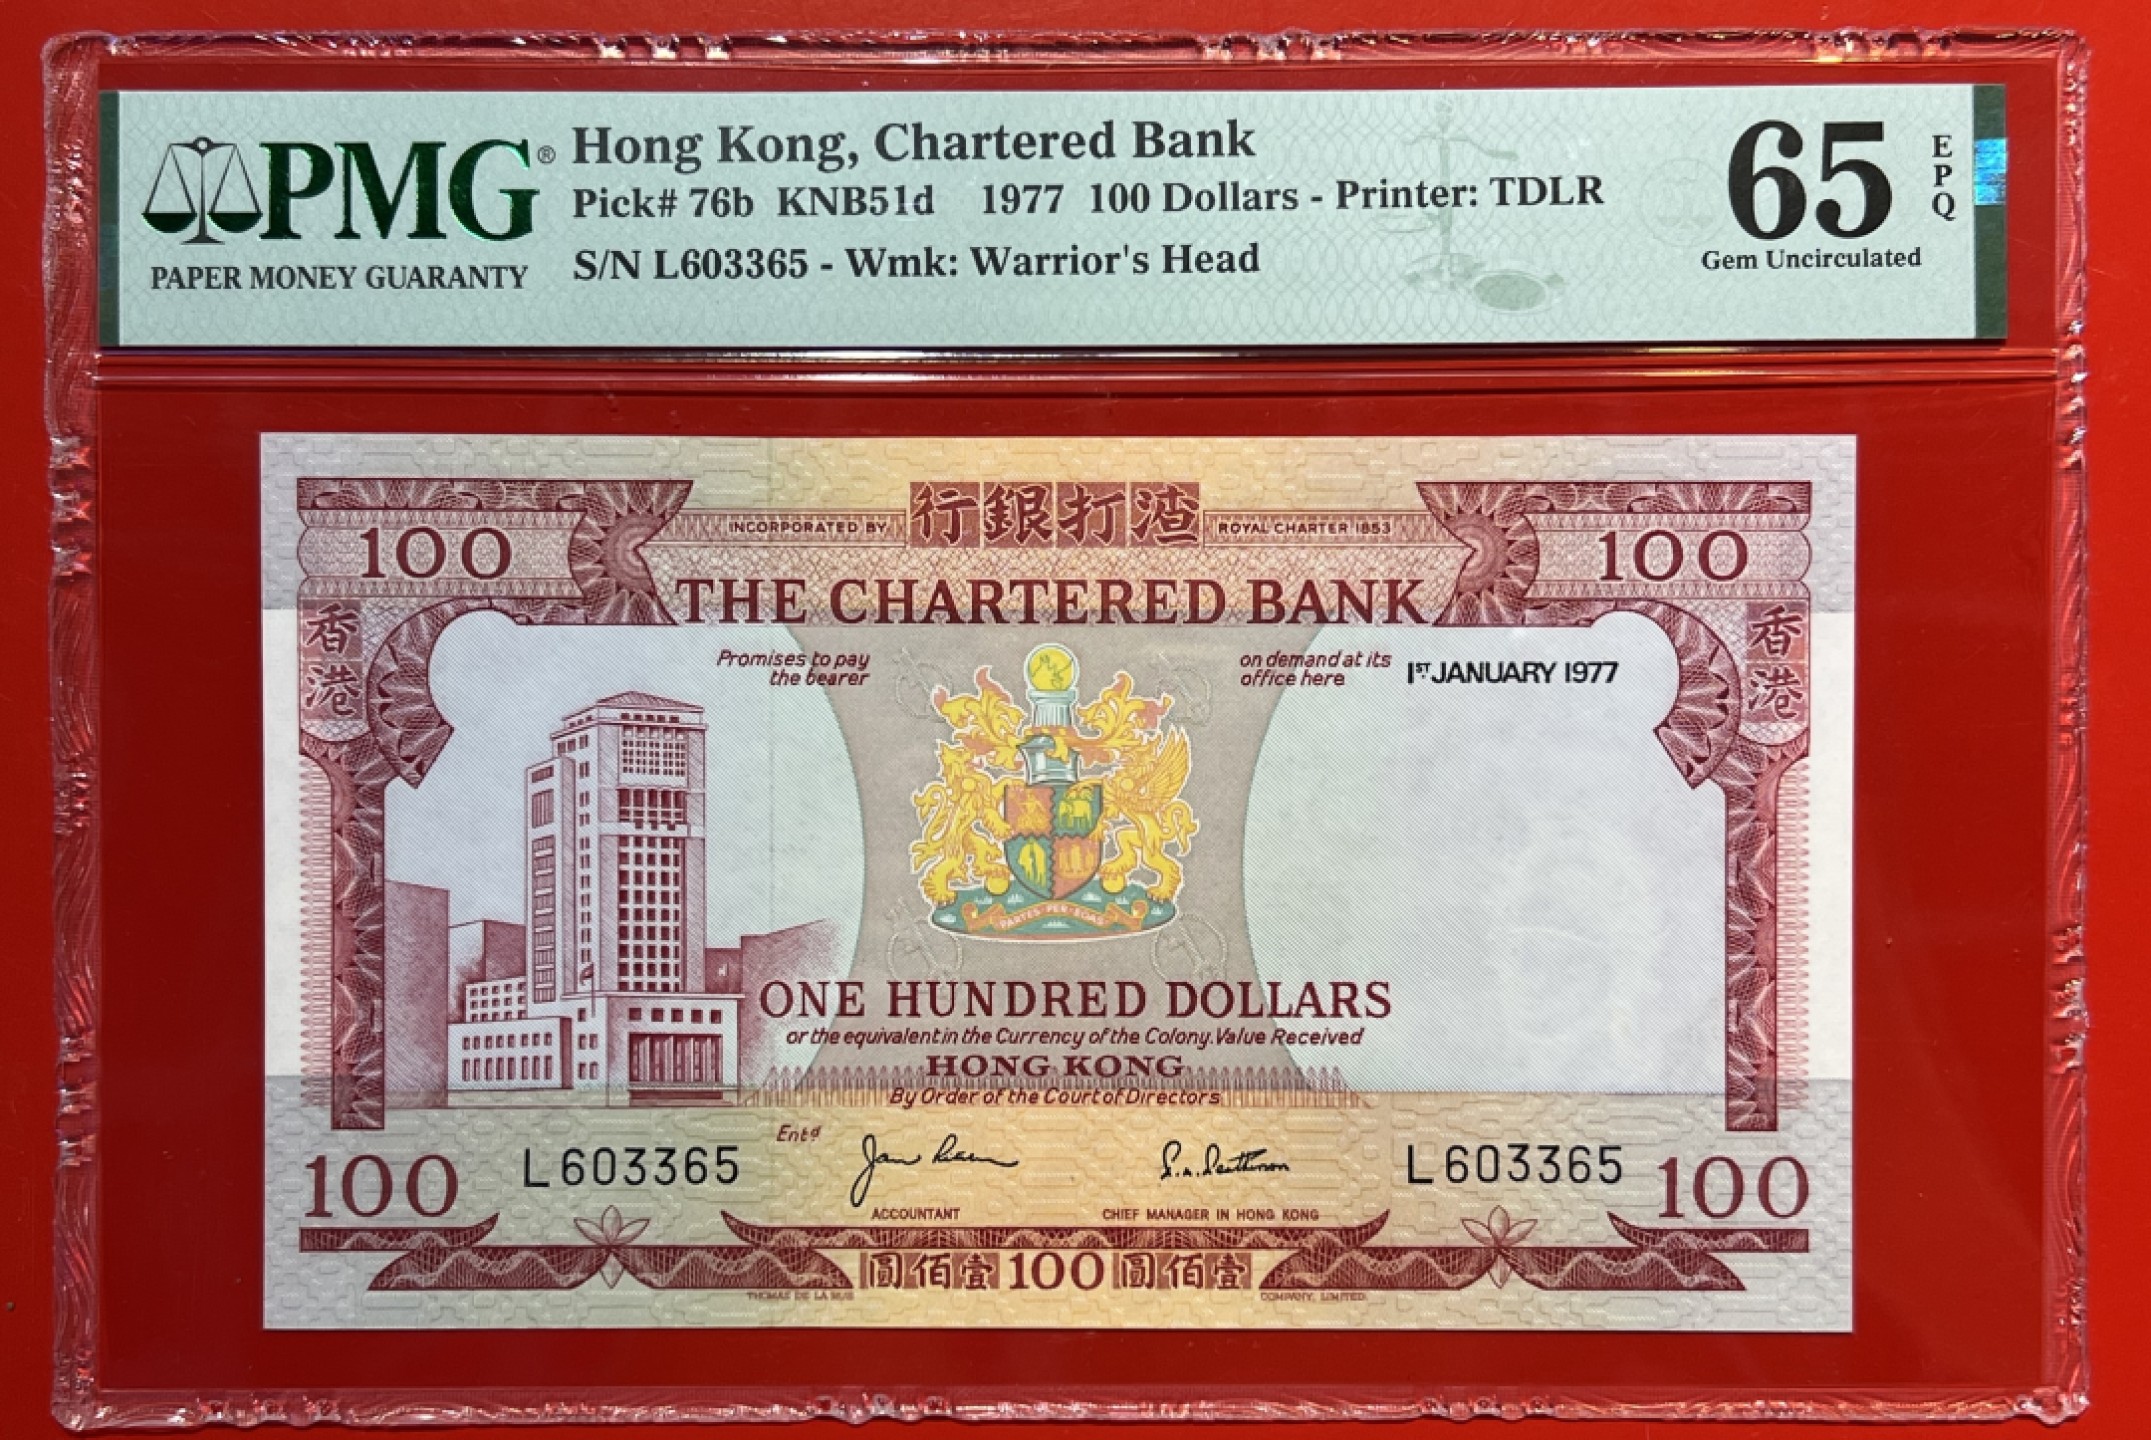 PMG®
PAPER MONEY GUARANTY
Hong Kong, Chartered Bank
Pick# 76b KNB51d 1977 100 Dollars - Printer: TDLR
S/N L603365 - Wmk: Warrior's Head
65
EPQ
Gem Uncirculated
100
INCORPORATED BY
行銀打渣
ROYAL CHARTER 1853
100
THE CHARTERED BANK
香港
香港
Promises to pay
the bearer
on demand at its
office here
1ST JANUARY 1977
ONE HUNDRED DOLLARS
or the equivalent in the Currency of the Colony. Value Received
HONG KONG
By Order of the Court of Directors
Entd
100
L603365
L603365
100
ACCOUNTANT
CHIEF MANAGER IN HONG KONG
圓佰壹 100 圓佰壹
THOMAS DE LA RUE
COMPANY, LIMITED.